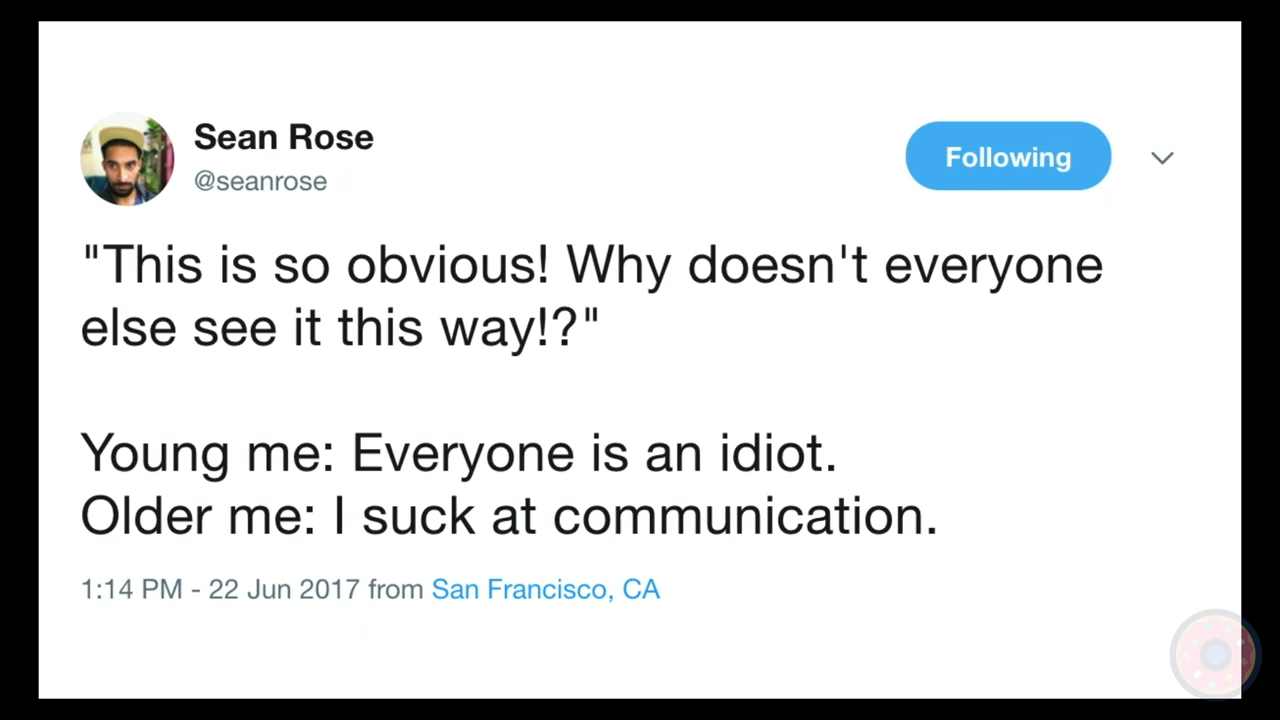 Sean Rose
@seanrose
Following
"This is so obvious! Why doesn't everyone
else see it this way!?"
Young me: Everyone is an idiot.
Older me: I suck at communication.
1:14 PM - 22 Jun 2017 from San Francisco, CA